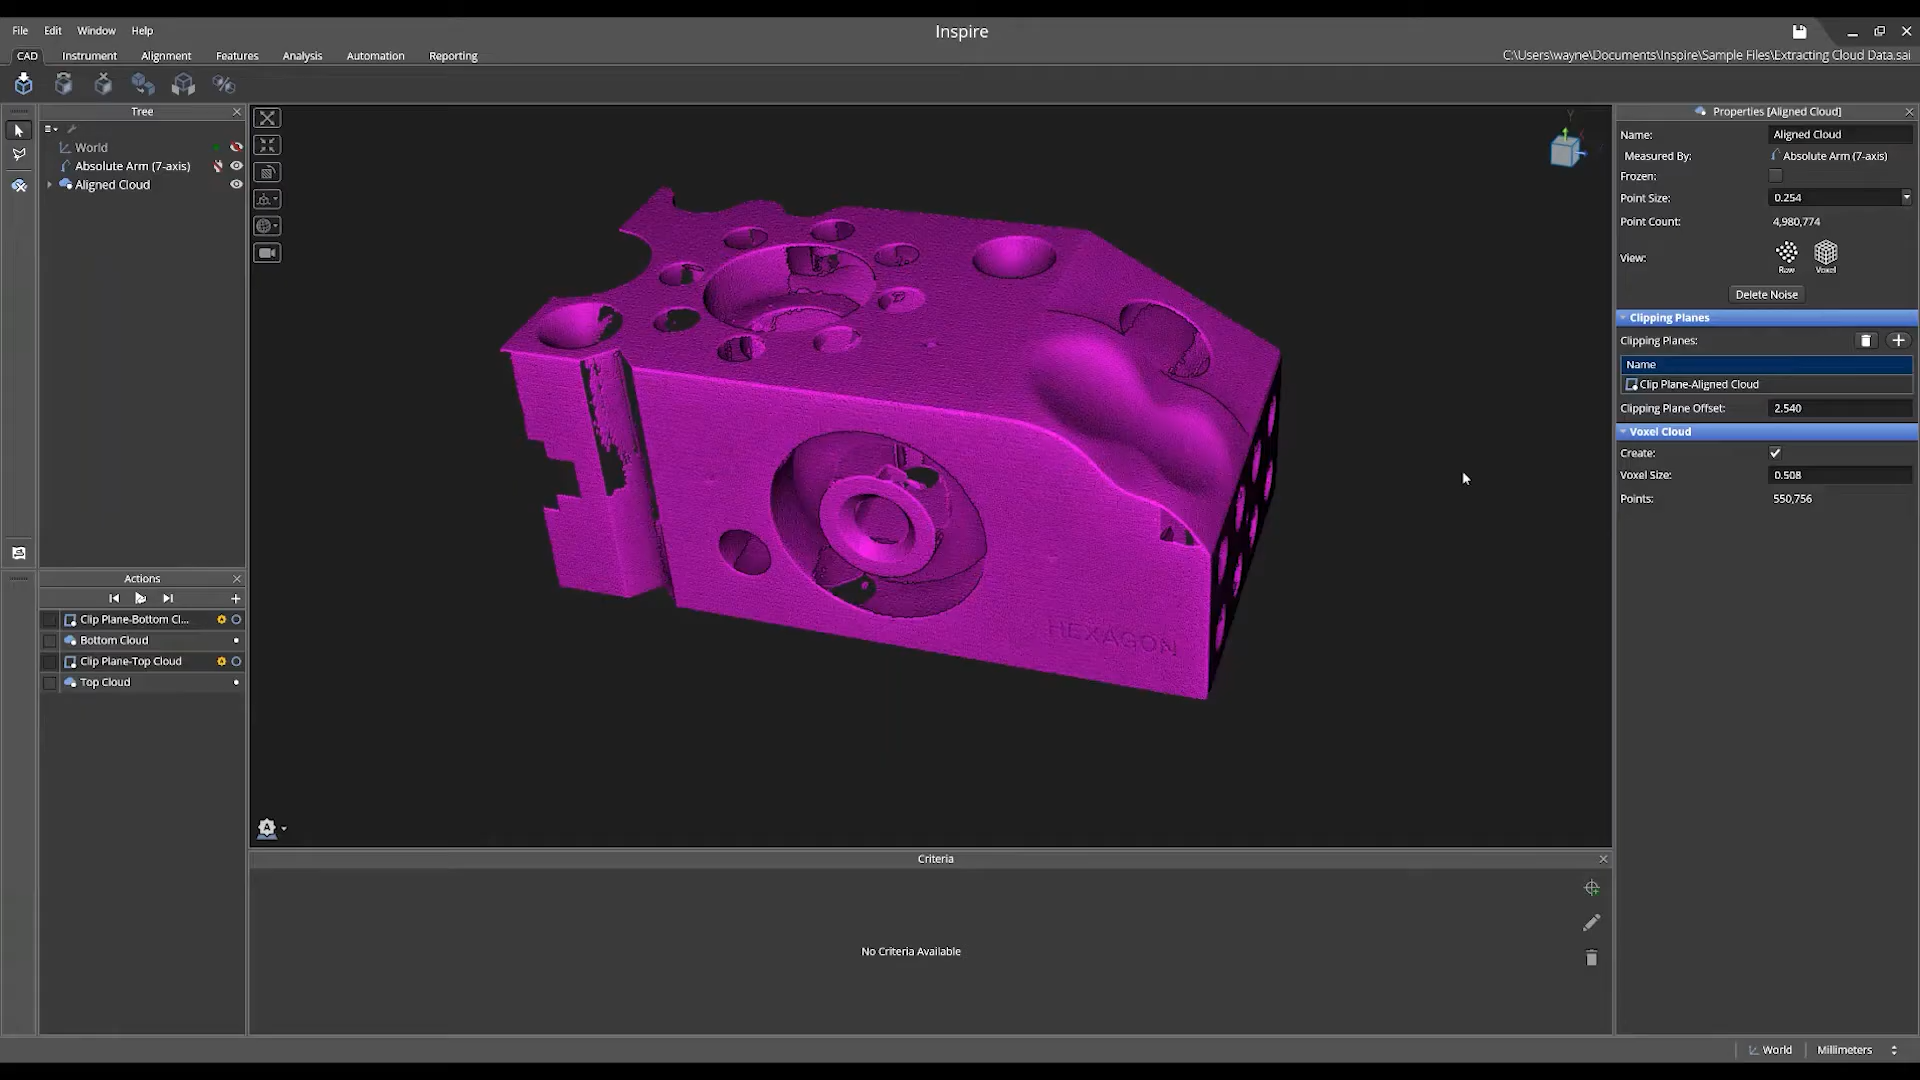 File Edit Window Help
Inspire
CAD Instrument Alignment Features Analysis Automation Reporting
C:\Users\wayne\Documents\Inspire\Sample Files\Extracting Cloud Data.sai
Tree
World
Absolute Arm (7-axis)
Aligned Cloud
Actions
Clip Plane-Bottom Cl...
Bottom Cloud
Clip Plane-Top Cloud
Top Cloud
Y
HEXAGON
Criteria
No Criteria Available
Properties [Aligned Cloud]
Name: Aligned Cloud
Measured By: Absolute Arm (7-axis)
Frozen:
Point Size: 0.254
Point Count: 4,980,774
View: Raw Voxel
Delete Noise
Clipping Planes
Clipping Planes:
Name
Clip Plane-Aligned Cloud
Clipping Plane Offset: 2.540
Voxel Cloud
Create:
Voxel Size: 0.508
Points: 550,756
World Millimeters